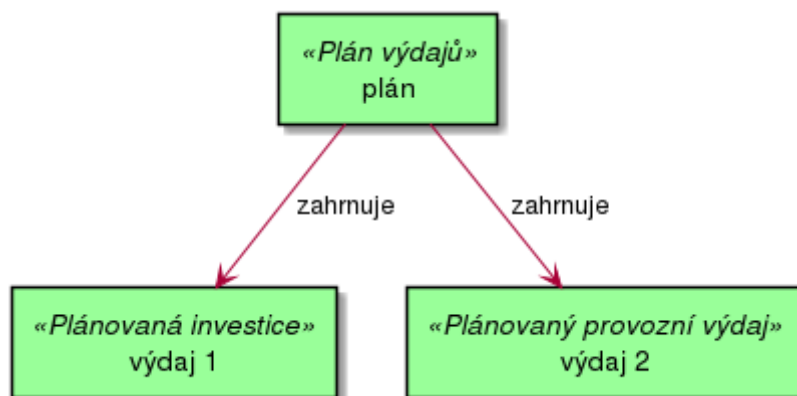 «Plán výdajů»
plán
zahrnuje
zahrnuje
«Plánovaná investice»
výdaj 1
«Plánovaný provozní výdaj»
výdaj 2